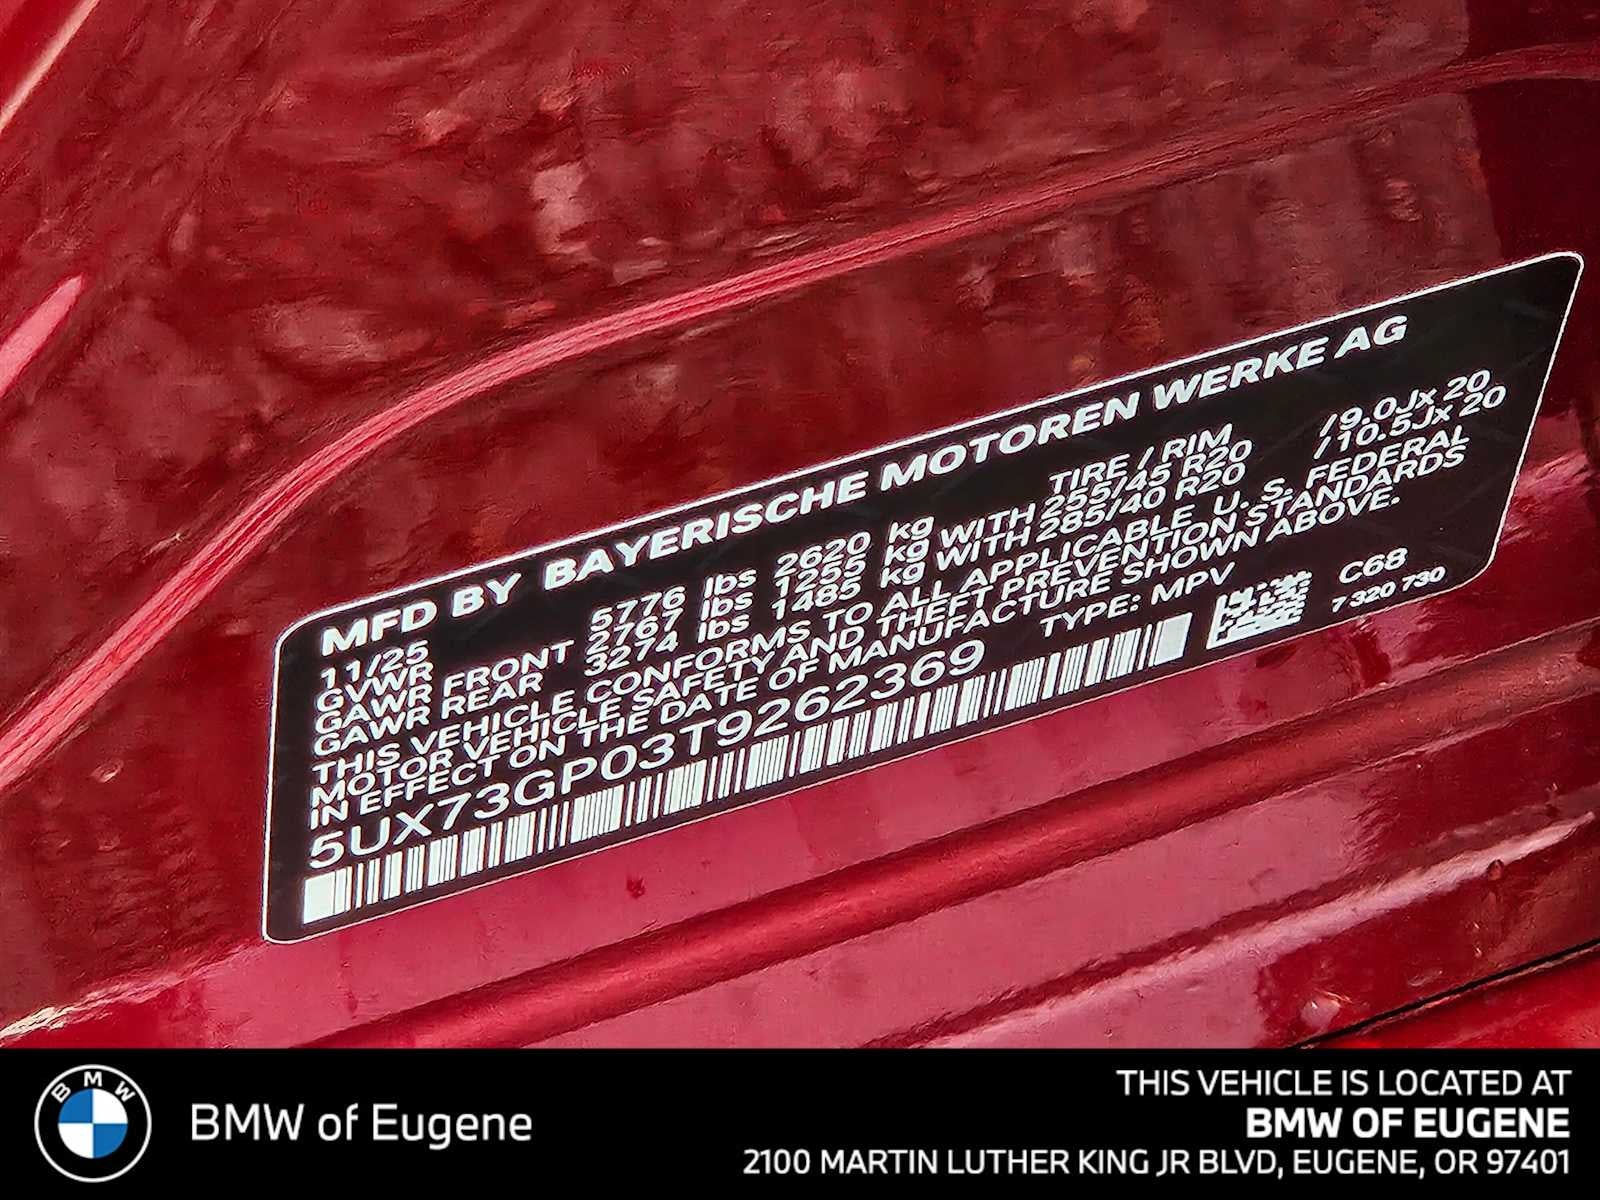 MFD BY BAYERISCHE MOTOREN WERKE AG
11/25 TIRE / RIM
GVWR 5776 lbs 2620 kg
GAWR FRONT 2767 lbs 1255 kg WITH 255/45 R20 /9.0Jx 20
GAWR REAR 3274 lbs 1485 kg WITH 285/40 R20 /10.5Jx 20
THIS VEHICLE CONFORMS TO ALL APPLICABLE U. S. FEDERAL
MOTOR VEHICLE SAFETY AND THEFT PREVENTION STANDARDS
IN EFFECT ON THE DATE OF MANUFACTURE SHOWN ABOVE.
5UX73GP03T9262369 TYPE: MPV C68
7 320 730
BMW
BMW of Eugene
THIS VEHICLE IS LOCATED AT
BMW OF EUGENE
2100 MARTIN LUTHER KING JR BLVD, EUGENE, OR 97401